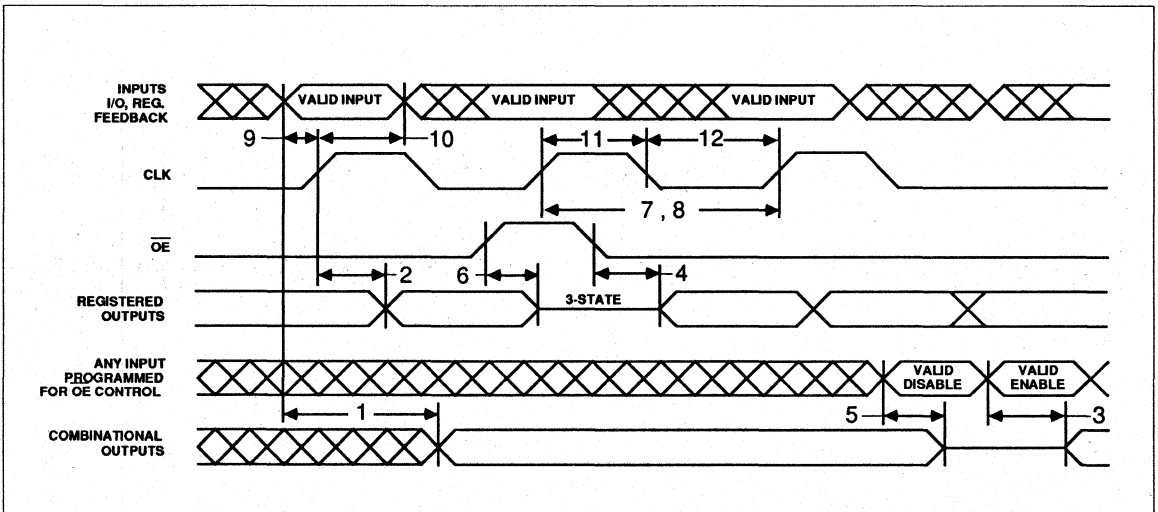 INPUTS
I/O, REG.
FEEDBACK
VALID INPUT
VALID INPUT
VALID INPUT
9
10
11
12
CLK
7 , 8
OE
2
6
4
REGISTERED
OUTPUTS
3-STATE
ANY INPUT
PROGRAMMED
FOR OE CONTROL
VALID
DISABLE
VALID
ENABLE
1
5
3
COMBINATIONAL
OUTPUTS